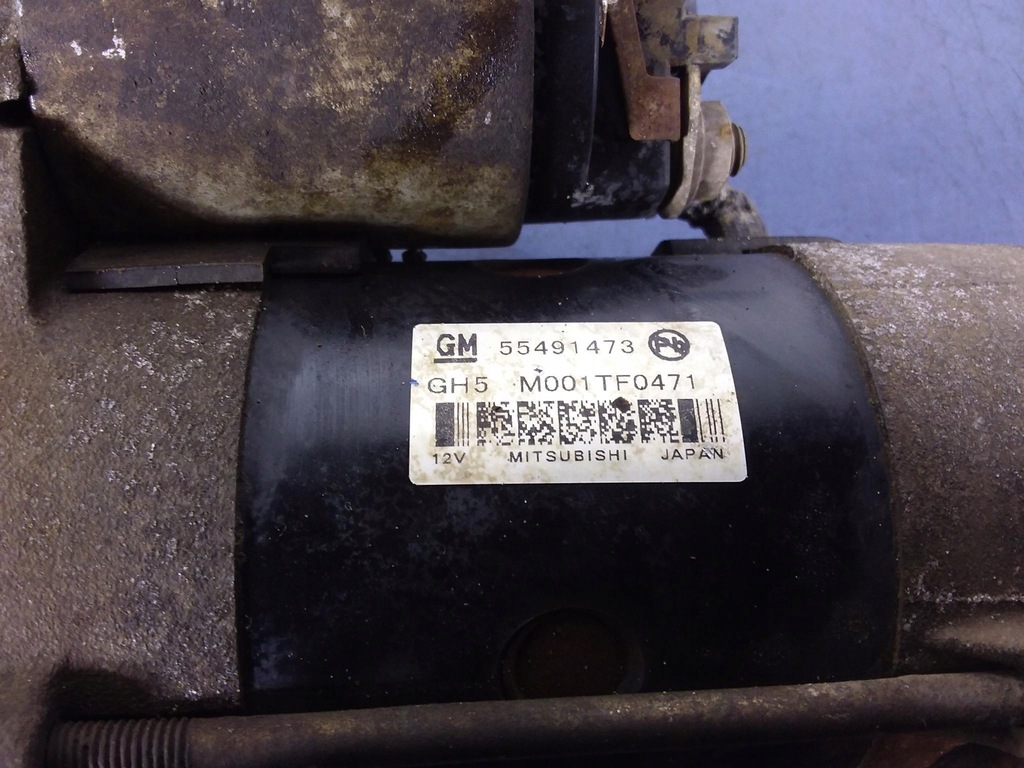 GM 55491473 Pb
GH5 M001TF0471
12V MITSUBISHI JAPAN